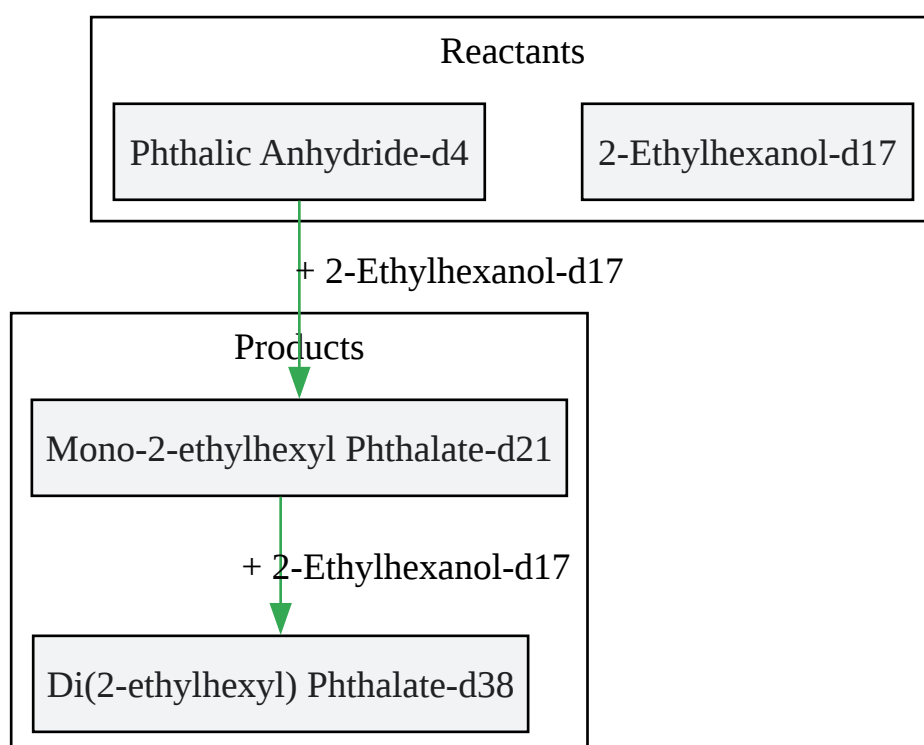 Reactants
Phthalic Anhydride-d4
2-Ethylhexanol-d17
+ 2-Ethylhexanol-d17
Products
Mono-2-ethylhexyl Phthalate-d21
+ 2-Ethylhexanol-d17
Di(2-ethylhexyl) Phthalate-d38